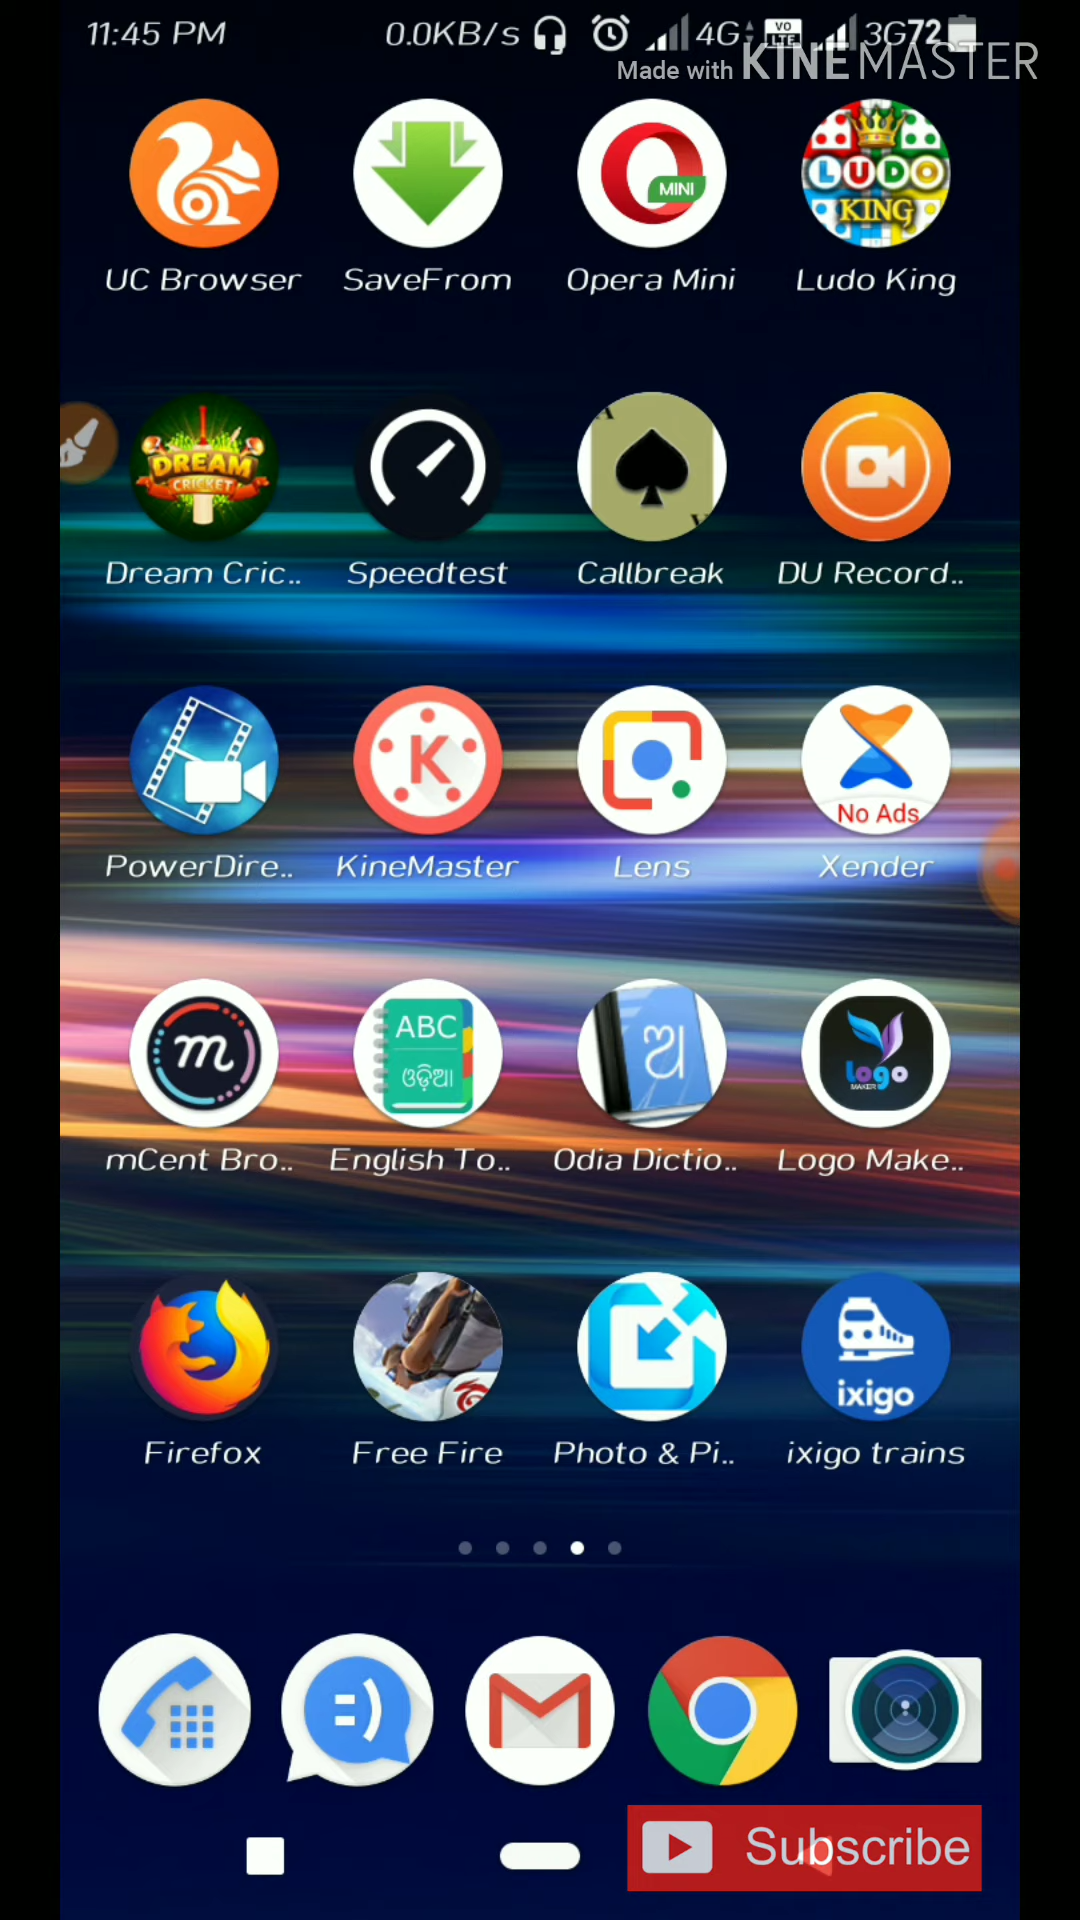 11:45 PM 0.0KB/s 4G VO LTE 3G 72
Made with KINEMASTER
MINI
LUDO
KING
UC Browser SaveFrom Opera Mini Ludo King
DREAM
CRICKET
Dream Cric.. Speedtest Callbreak DU Record..
K
No Ads
PowerDire.. KineMaster Lens Xender
m
ABC
ଓଡ଼ିଆ
ଅ
logo
MAKER
mCent Bro.. English To.. Odia Dictio.. Logo Make..
ixigo
Firefox Free Fire Photo & Pi.. ixigo trains
Subscribe